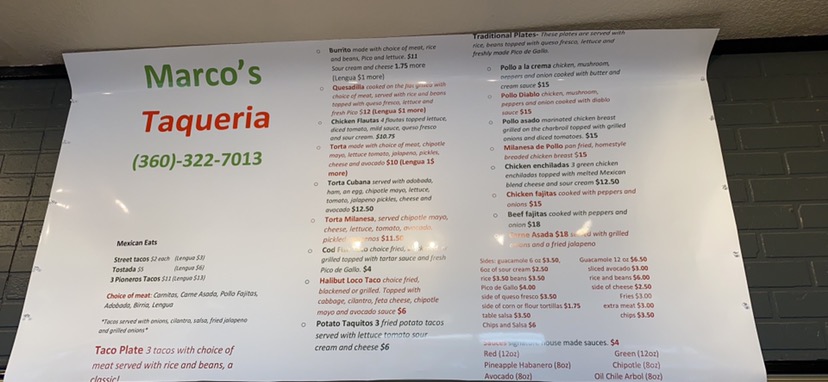 Marco's
Taqueria
(360)-322-7013
Mexican Eats
Street tacos $2 each (Lengua $3)
Tostada $5 (Lengua $6)
3 Pioneros Tacos $11 (Lengua $13)
Choice of meat: Carnitas, Carne Asada, Pollo Fajitas,
Adobada, Birria, Lengua
*Tacos served with onions, cilantro, salsa, fried jalapeno
and grilled onions*
Taco Plate 3 tacos with choice of
meat served with rice and beans, a
classic!
Burrito made with choice of meat, rice
and beans, Pico and lettuce. $11
Sour cream and cheese 1.75 more
(Lengua $1 more)
Quesadilla cooked on the flat grilled with
choice of meat, served with rice and beans
topped with queso fresco, lettuce and
fresh Pico $12 (Lengua $1 more)
Chicken Flautas 4 flautas topped lettuce,
diced tomato, mild sauce, queso fresco
and sour cream. $10.75
Torta made with choice of meat, chipotle
mayo, lettuce tomato, jalapeno, pickles,
cheese and avocado $10 (Lengua 1$
more)
Torta Cubana served with adobada,
ham, an egg, chipotle mayo, lettuce,
tomato, jalapeno pickles, cheese and
avocado $12.50
Torta Milanesa, served chipotle mayo,
cheese, lettuce, tomato, avocado
pickled $11.50
Cod choice fried,
grilled topped with tartar sauce and fresh
Pico de Gallo. $4
Halibut Loco Taco choice fried,
blackened or grilled. Topped with
cabbage, cilantro, feta cheese, chipotle
mayo and avocado sauce $6
Potato Taquitos 3 fried potato tacos
served with lettuce tomato sour
cream and cheese $6
Traditional Plates- These plates are served with
rice, beans topped with queso fresco, lettuce and
freshly made Pico de Gallo.
Pollo a la crema chicken, mushroom,
peppers and onion cooked with butter and
cream sauce $15
Pollo Diablo chicken, mushroom,
peppers and onion cooked with diablo
sauce $15
Pollo asado marinated chicken breast
grilled on the charbroil topped with grilled
onions and diced tomatoes. $15
Milanesa de Pollo pan fried, homestyle
breaded chicken breast $15
Chicken enchiladas 3 green chicken
enchiladas topped with melted Mexican
blend cheese and sour cream $12.50
Chicken fajitas cooked with peppers and
onions $15
Beef fajitas cooked with peppers and
onion $18
Carne Asada $18 served with grilled
onions and a fried jalapeno
Sides: guacamole 6 oz $3.50, Guacamole 12 oz $6.50
6oz of sour cream $2.50 sliced avocado $3.00
rice $3.50 beans $3.50 rice and beans $6.00
Pico de Gallo $4.00 side of cheese $2.50
side of queso fresco $3.50 Fries $3.00
side of corn or flour tortillas $1.75 extra meat $3.00
table salsa $3.50 chips $3.50
Chips and Salsa $6
Sauces house made sauces. $4
Red (12oz) Green (12oz)
Pineapple Habanero (8oz) Chipotle (8oz)
Avocado (8oz) Oil Chile Arbol (8oz)